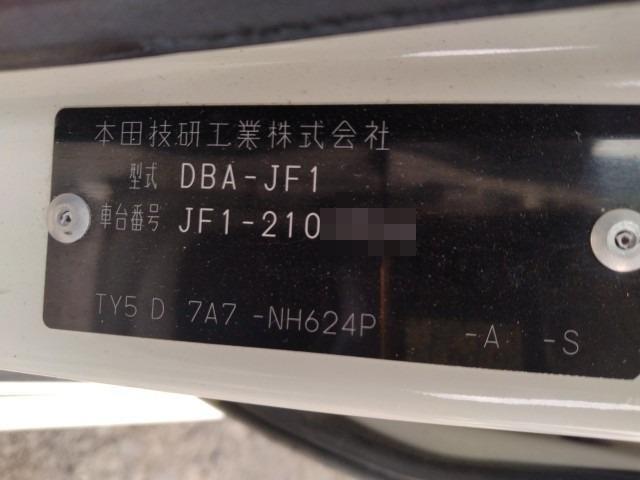 本田技研工業株式会社
型式 DBA-JF1
車台番号 JF1-210
TY5 D 7A7 -NH624P -A -S